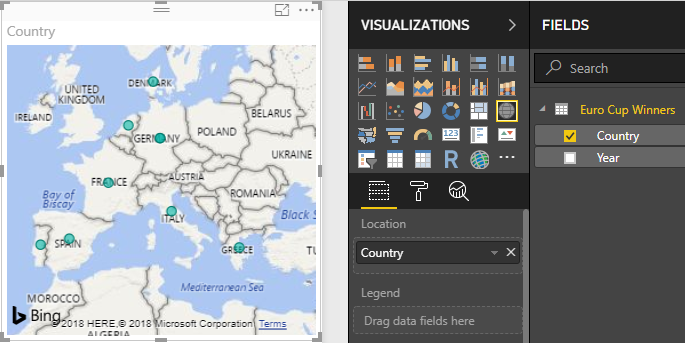 Country
UNITED
KINGDOM
IRELAND
DENMARK
GERMANY
POLAND
BELARUS
UKRAINE
FRANCE
AUSTRIA
ROMANIA
Bay of
Biscay
ITALY
Black S
SPAIN
GREECE
TURK
Mediterranean Sea
MOROCCO
Bing
© 2018 HERE,© 2018 Microsoft Corporation Terms
VISUALIZATIONS
123
R
Location
Country
Legend
Drag data fields here
FIELDS
Search
Euro Cup Winners
Country
Year